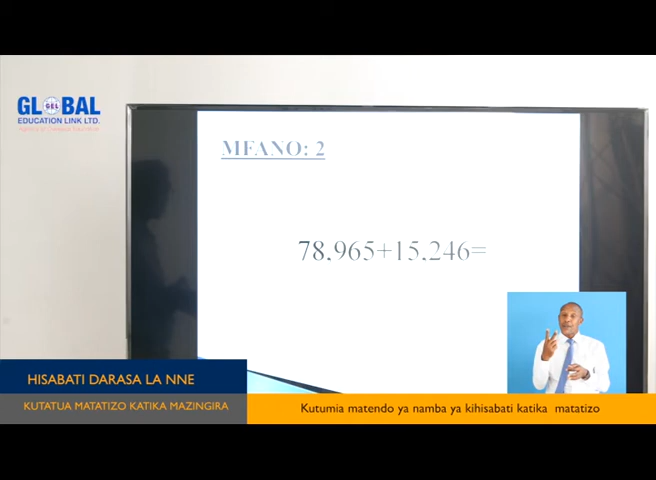 GLOBAL
GEL
EDUCATION LINK LTD.
MFANO: 2
78,965+15,246=
HISABATI DARASA LA NNE
KUTATUA MATATIZO KATIKA MAZINGIRA
Kutumia matendo ya namba ya kihisabati katika matatizo